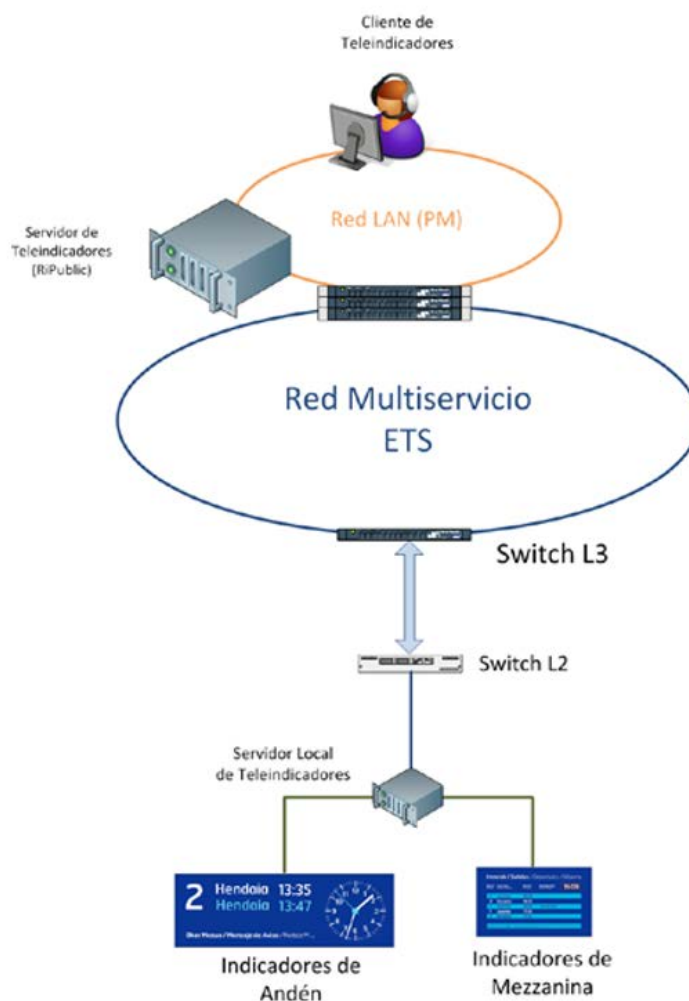 Cliente de
Teleindicadores
Red LAN (PM)
Servidor de
Teleindicadores
(RiPublic)
Red Multiservicio
ETS
Switch L3
Switch L2
Servidor Local
de Teleindicadores
2 Hendaia 13:35
Hendaia 13:47
Indicadores de
Andén
Indicadores de
Mezzanina